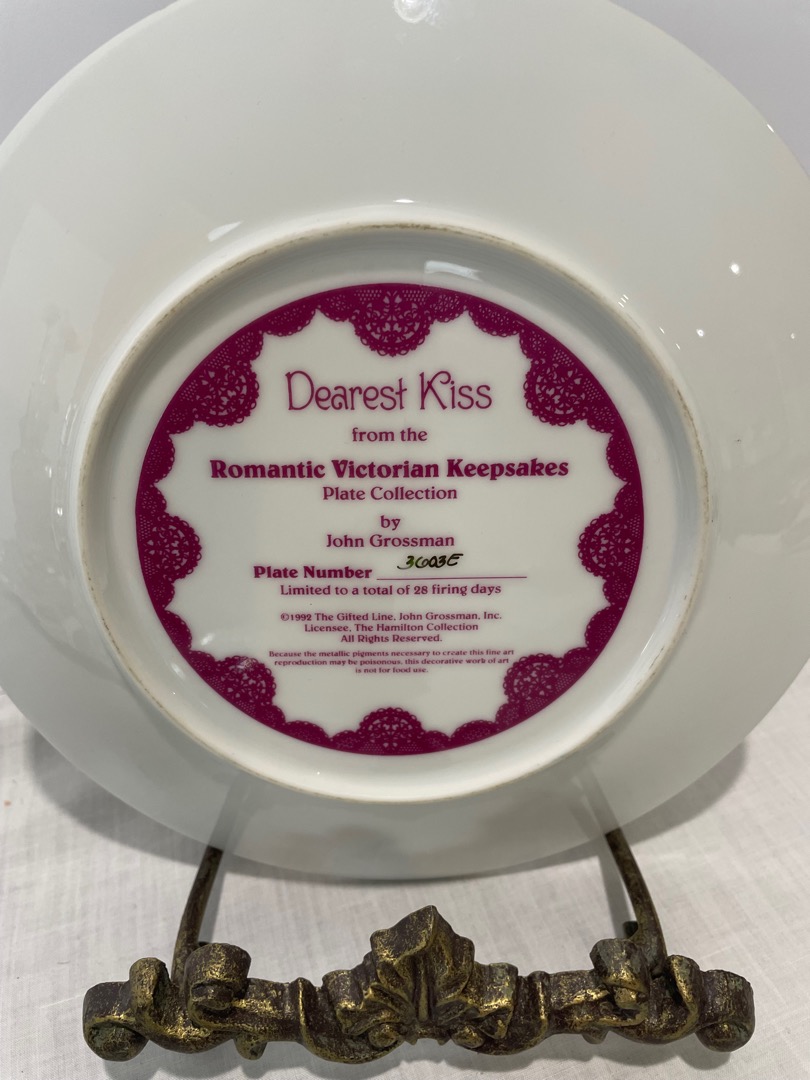 Dearest Kiss
from the
Romantic Victorian Keepsakes
Plate Collection
by
John Grossman
Plate Number 3603E
Limited to a total of 28 firing days
©1992 The Gifted Line, John Grossman, Inc.
Licensee, The Hamilton Collection
All Rights Reserved.
Because the metallic pigments necessary to create this fine art
reproduction may be poisonous, this decorative work of art
is not for food use.